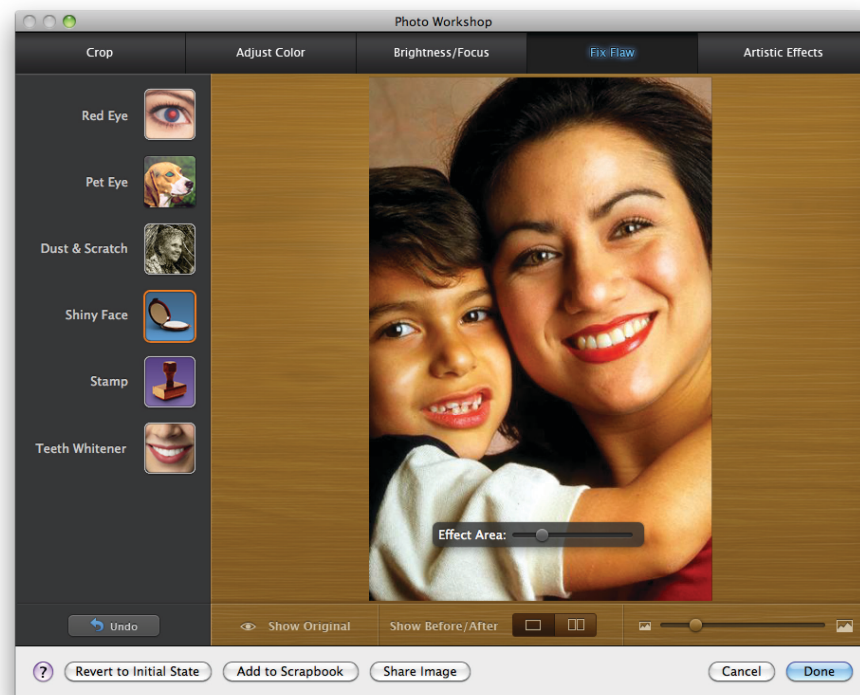 Photo Workshop
Crop
Adjust Color
Brightness/Focus
Fix Flaw
Artistic Effects
Red Eye
Pet Eye
Dust & Scratch
Shiny Face
Stamp
Teeth Whitener
Effect Area:
Undo
Show Original
Show Before/After
?
Revert to Initial State
Add to Scrapbook
Share Image
Cancel
Done